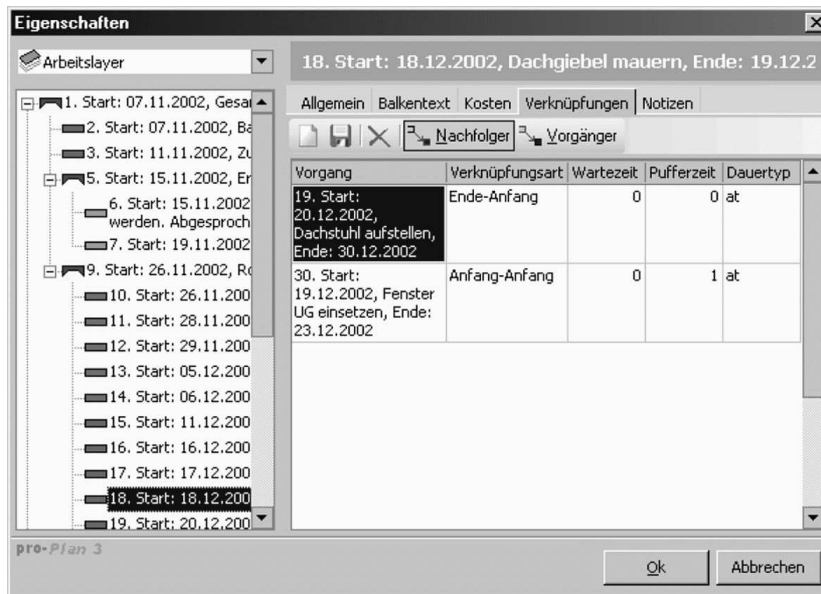 Eigenschaften
Arbeitslayer
18. Start: 18.12.2002, Dachgiebel mauern, Ende: 19.12.2
1. Start: 07.11.2002, Gesar
2. Start: 07.11.2002, Ba
3. Start: 11.11.2002, Zu
5. Start: 15.11.2002, Er
6. Start: 15.11.2002
werden. Abgesproch
7. Start: 19.11.2002
9. Start: 26.11.2002, Ro
10. Start: 26.11.200
11. Start: 28.11.200
12. Start: 29.11.200
13. Start: 05.12.200
14. Start: 06.12.200
15. Start: 11.12.200
16. Start: 16.12.200
17. Start: 17.12.200
18. Start: 18.12.200
19. Start: 20.12.200
Allgemein Balkentext Kosten Verknüpfungen Notizen
Nachfolger Vorgänger
Vorgang Verknüpfungsart Wartezeit Pufferzeit Dauertyp
19. Start: Ende-Anfang 0 0 at
20.12.2002,
Dachstuhl aufstellen,
Ende: 30.12.2002
30. Start: Anfang-Anfang 0 1 at
19.12.2002, Fenster
UG einsetzen, Ende:
23.12.2002
pro-Plan 3
Ok Abbrechen